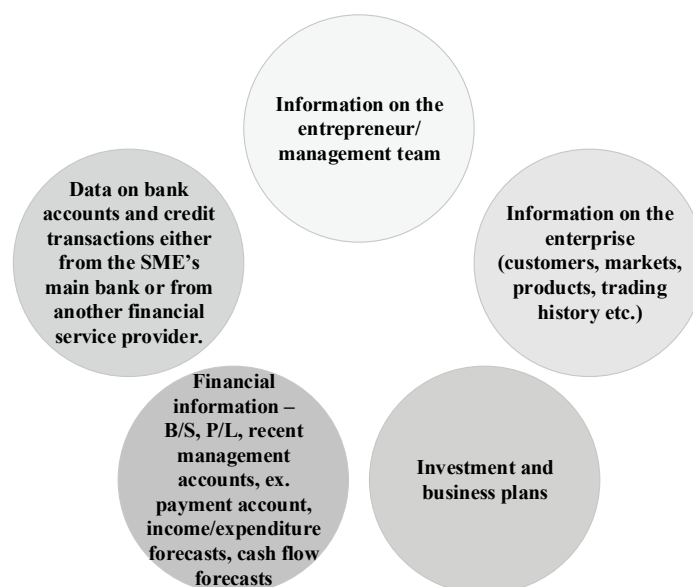 Information on the
entrepreneur/
management team
Information on the
enterprise
(customers, markets,
products, trading
history etc.)
Investment and
business plans
Financial
information –
B/S, P/L, recent
management
accounts, ex.
payment account,
income/expenditure
forecasts, cash flow
forecasts
Data on bank
accounts and credit
transactions either
from the SME's
main bank or from
another financial
service provider.